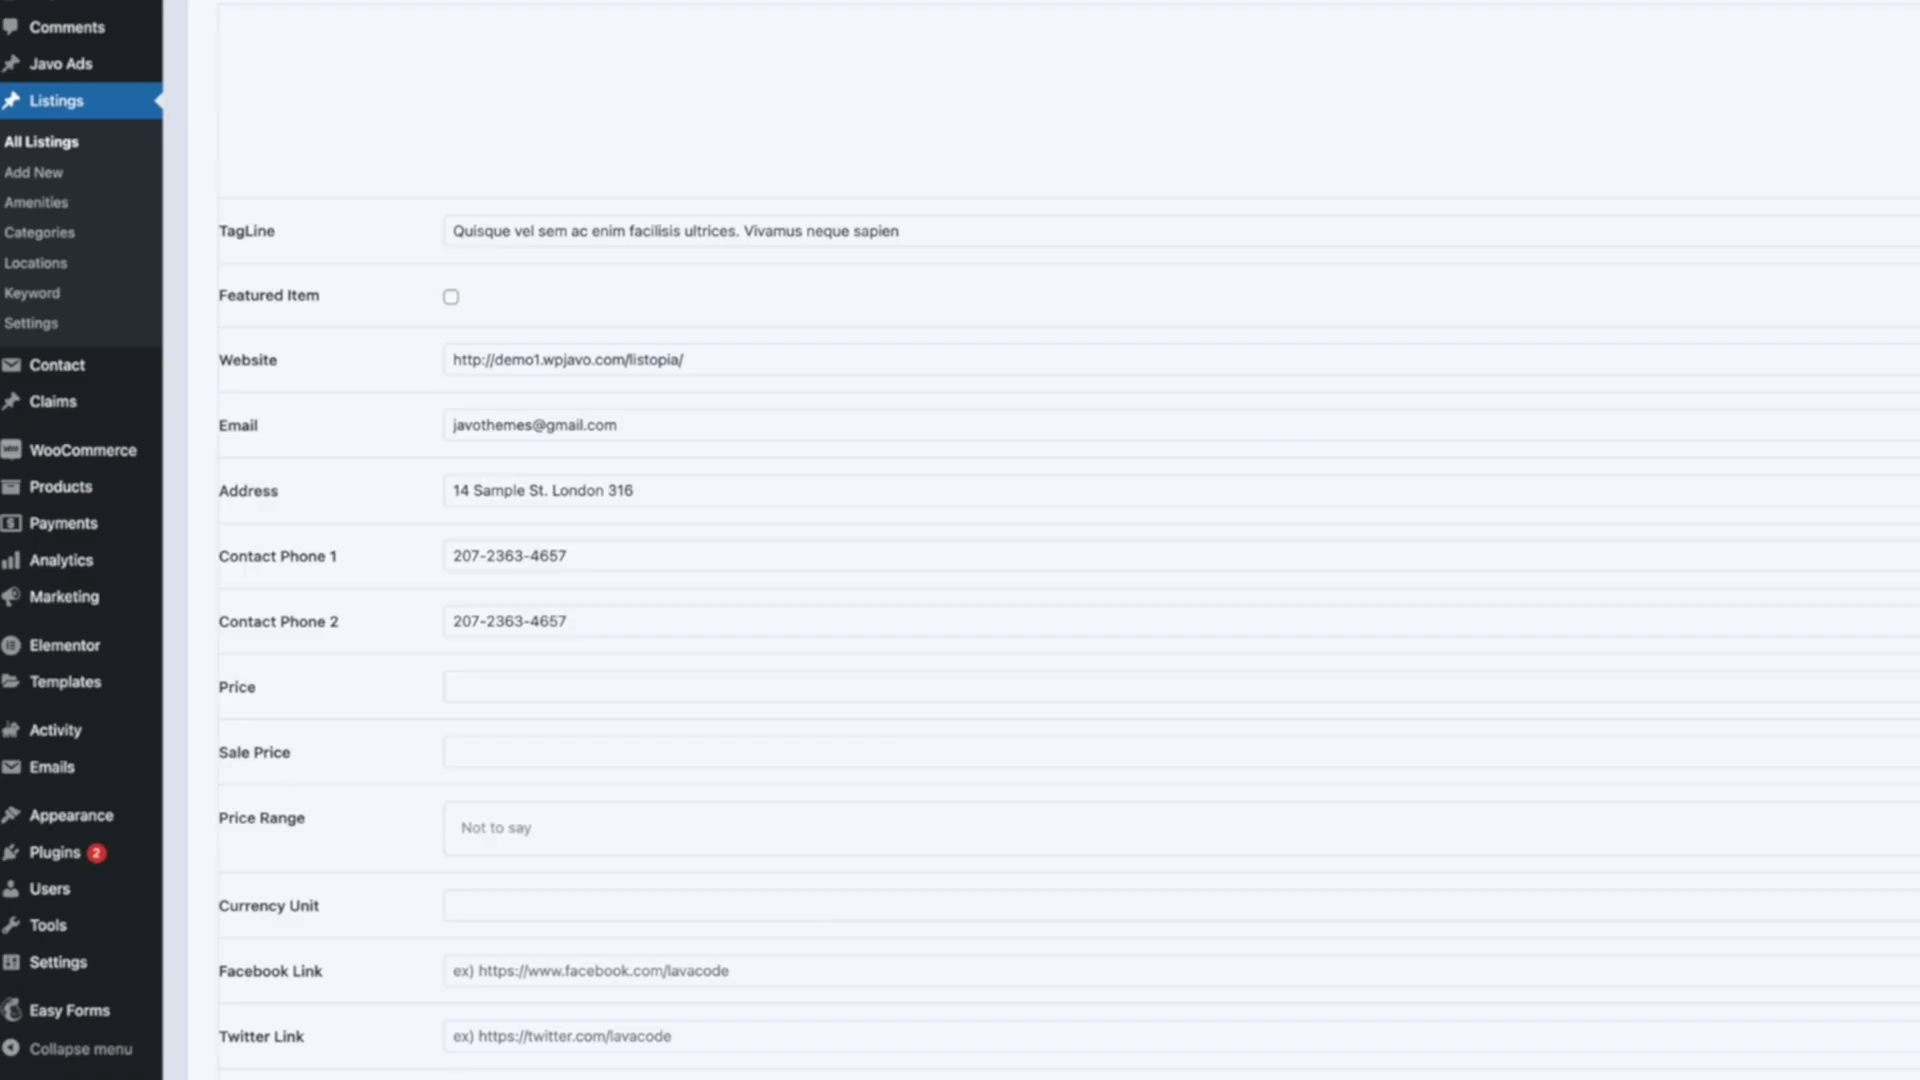 Comments
Javo Ads
Listings
All Listings
Add New
Amenities
Categories
Locations
Keyword
Settings
Contact
Claims
WooCommerce
Products
Payments
Analytics
Marketing
Elementor
Templates
Activity
Emails
Appearance
Plugins 2
Users
Tools
Settings
Easy Forms
Collapse menu
TagLine Quisque vel sem ac enim facilisis ultrices. Vivamus neque sapien
Featured Item
Website http://demo1.wpjavo.com/listopia/
Email javothemes@gmail.com
Address 14 Sample St. London 316
Contact Phone 1 207-2363-4657
Contact Phone 2 207-2363-4657
Price
Sale Price
Price Range Not to say
Currency Unit
Facebook Link ex) https://www.facebook.com/lavacode
Twitter Link ex) https://twitter.com/lavacode